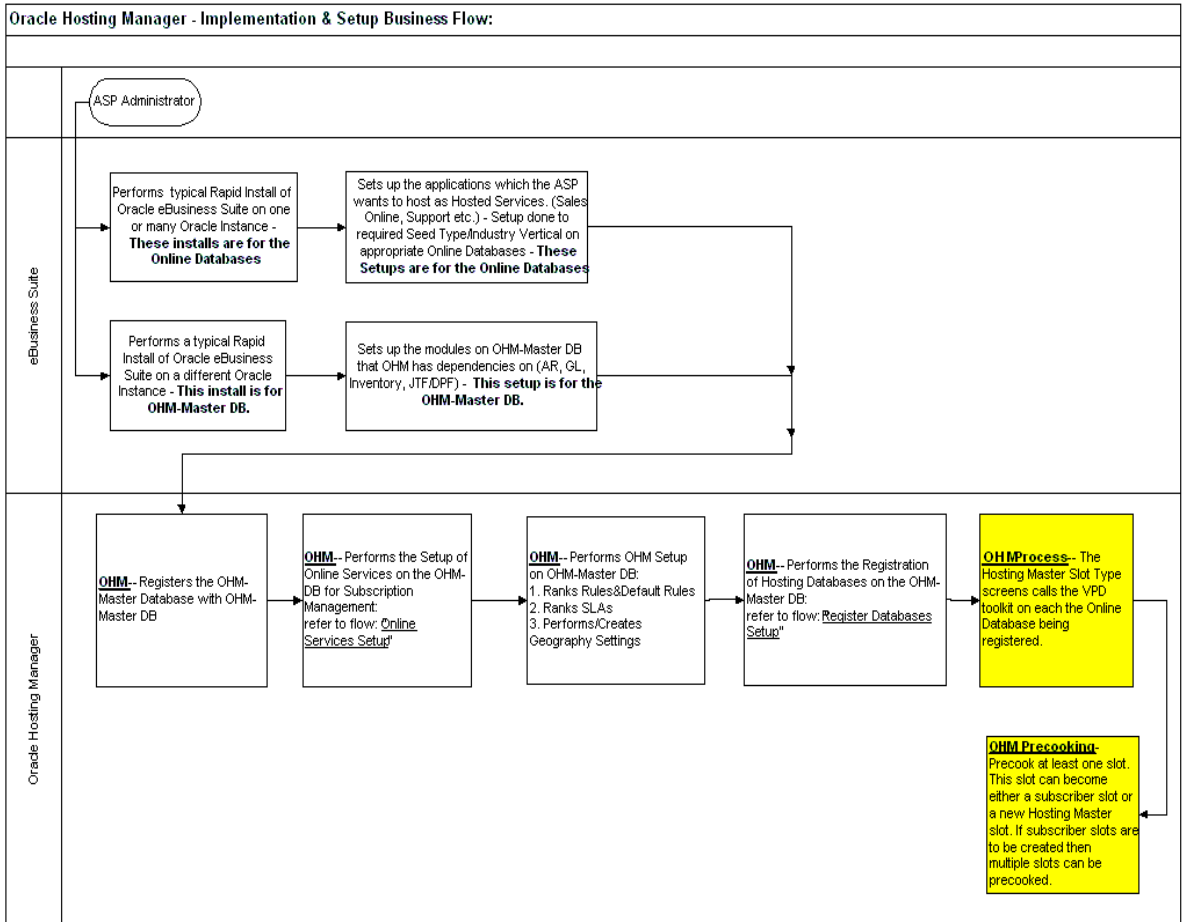 Oracle Hosting Manager - Implementation & Setup Business Flow:
ASP Administrator
eBusiness Suite
Performs typical Rapid Install of
Oracle eBusiness Suite on one
or many Oracle Instance -
These installs are for the
Online Databases
Sets up the applications which the ASP
wants to host as Hosted Services. (Sales
Online, Support etc.) - Setup done to
required Seed Type/Industry Vertical on
appropriate Online Databases - These
Setups are for the Online Databases
Performs a typical Rapid
Install of Oracle eBusiness
Suite on a different Oracle
Instance - This install is for
OHM-Master DB.
Sets up the modules on OHM-Master DB
that OHM has dependencies on (AR, GL,
Inventory, JTF/DPF) - This setup is for the
OHM-Master DB.
Oracle Hosting Manager
OHM-- Registers the OHM-
Master Database with OHM-
Master DB
OHM-- Performs the Setup of
Online Services on the OHM-
DB for Subscription
Management:
refer to flow: Online
Services Setup"
OHM-- Performs OHM Setup
on OHM-Master DB:
1. Ranks Rules&Default Rules
2. Ranks SLAs
3. Performs/Creates
Geography Settings
OHM-- Performs the Registration
of Hosting Databases on the OHM-
Master DB:
refer to flow: Register Databases
Setup"
OHMProcess-- The
Hosting Master Slot Type
screens calls the VPD
toolkit on each the Online
Database being
registered.
OHM Precooking-
Precook at least one slot.
This slot can become
either a subscriber slot or
a new Hosting Master
slot. If subscriber slots are
to be created then
multiple slots can be
precooked.